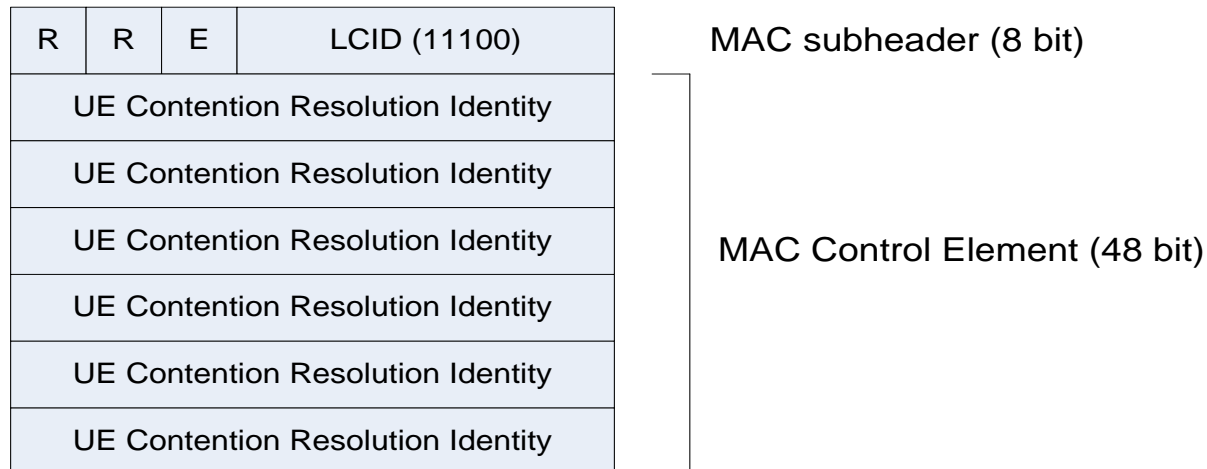 R R E LCID (11100) MAC subheader (8 bit)
UE Contention Resolution Identity
UE Contention Resolution Identity
UE Contention Resolution Identity
MAC Control Element (48 bit)
UE Contention Resolution Identity
UE Contention Resolution Identity
UE Contention Resolution Identity